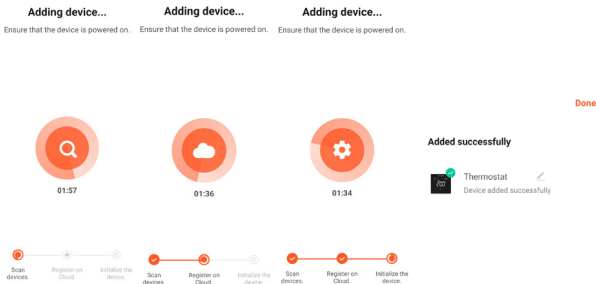 Adding device...
Ensure that the device is powered on.
01:57
Scan
devices.
Register on
Cloud.
Initialize the
device.
Adding device...
Ensure that the device is powered on.
01:36
Scan
devices.
Register on
Cloud.
Initialize the
device.
Adding device...
Ensure that the device is powered on.
01:34
Scan
devices.
Register on
Cloud.
Initialize the
device.
Done
Added successfully
Thermostat
Device added successfully